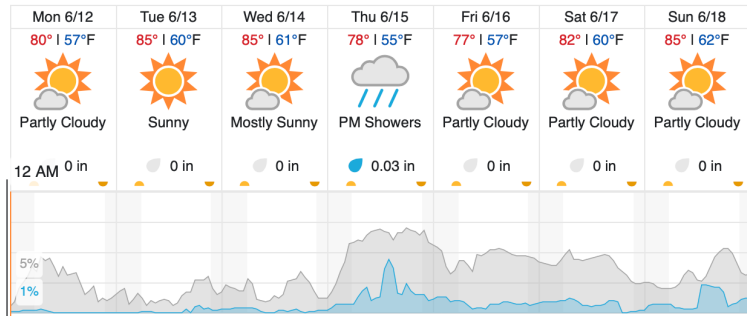 Mon 6/12 Tue 6/13 Wed 6/14 Thu 6/15 Fri 6/16 Sat 6/17 Sun 6/18
80° | 57°F 85° | 60°F 85° | 61°F 78° | 55°F 77° | 57°F 82° | 60°F 85° | 62°F
Partly Cloudy Sunny Mostly Sunny PM Showers Partly Cloudy Partly Cloudy Partly Cloudy
12 AM 0 in 0 in 0 in 0.03 in 0 in 0 in 0 in
5%
1%